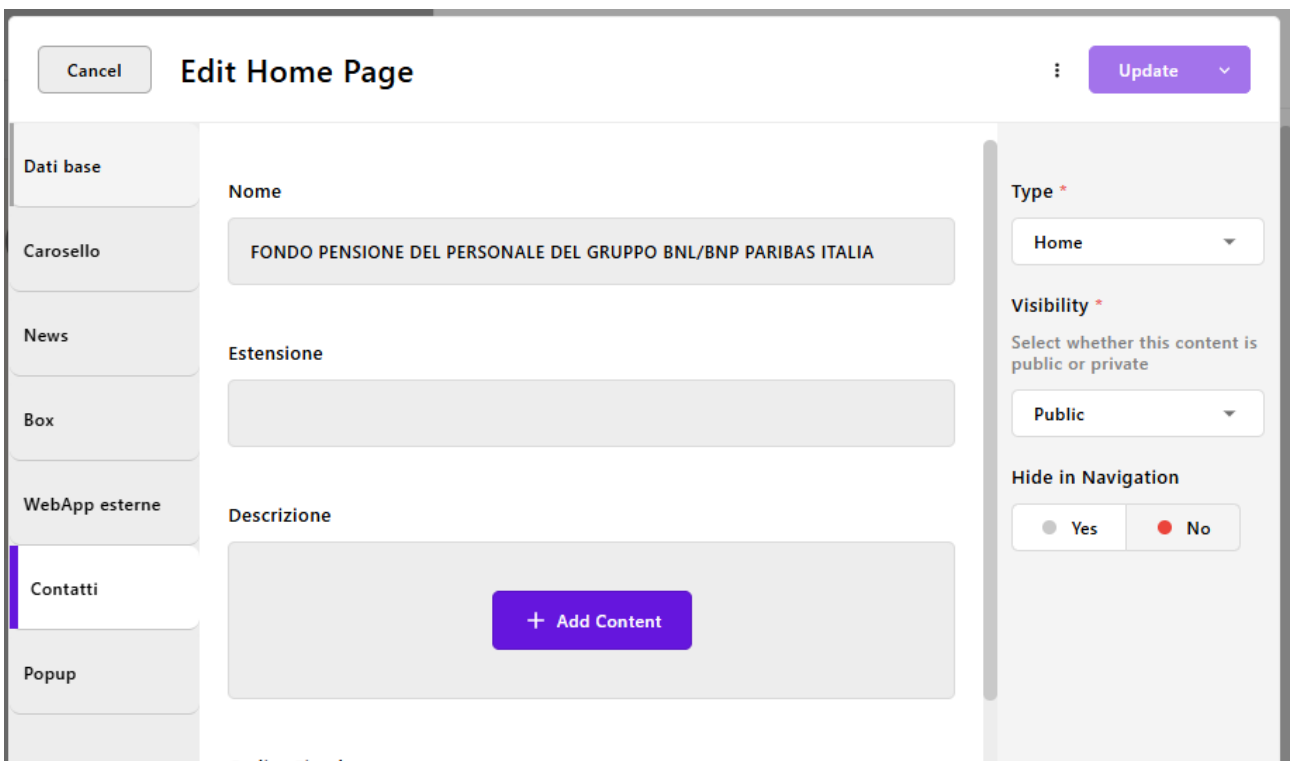 Cancel
Edit Home Page
Update
Dati base
Carosello
News
Box
WebApp esterne
Contatti
Popup
Nome
FONDO PENSIONE DEL PERSONALE DEL GRUPPO BNL/BNP PARIBAS ITALIA
Estensione
Descrizione
+ Add Content
Type *
Home
Visibility *
Select whether this content is
public or private
Public
Hide in Navigation
Yes
No